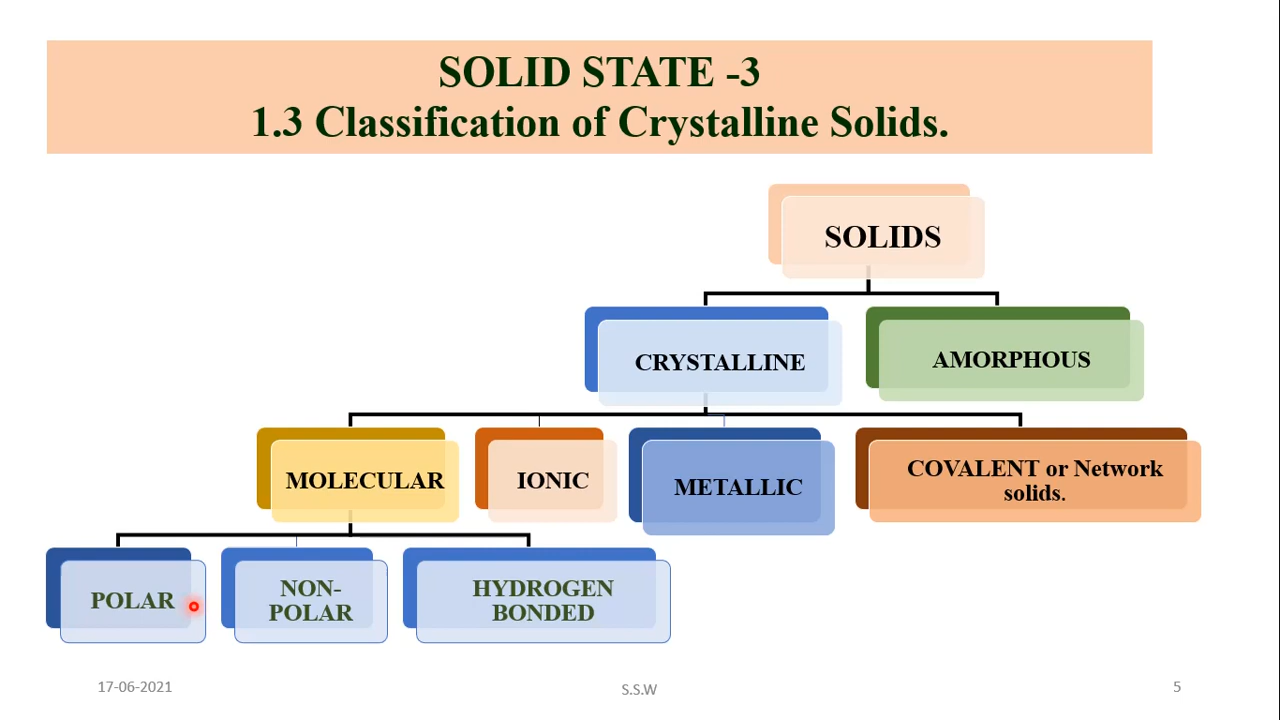 SOLID STATE -3
1.3 Classification of Crystalline Solids.
SOLIDS
CRYSTALLINE
AMORPHOUS
MOLECULAR
IONIC
METALLIC
COVALENT or Network
solids.
POLAR
NON-
POLAR
HYDROGEN
BONDED
17-06-2021
S.S.W
5